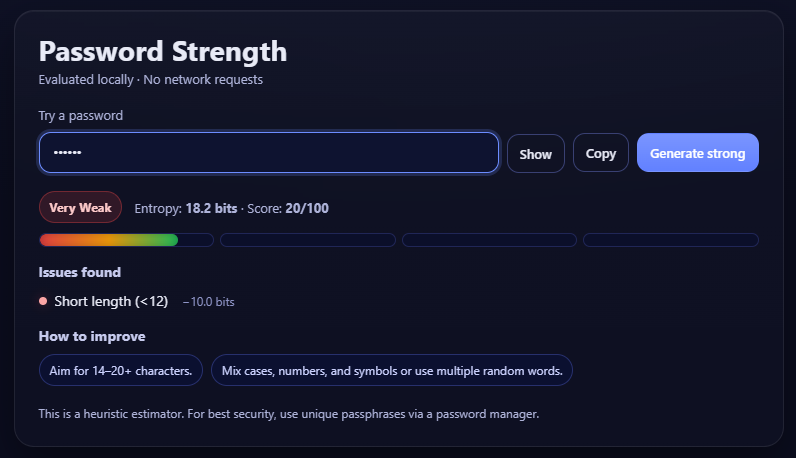 Password Strength
Evaluated locally · No network requests
Try a password
••••••
Show
Copy
Generate strong
Very Weak
Entropy: 18.2 bits · Score: 20/100
Issues found
Short length (<12) −10.0 bits
How to improve
Aim for 14–20+ characters.
Mix cases, numbers, and symbols or use multiple random words.
This is a heuristic estimator. For best security, use unique passphrases via a password manager.